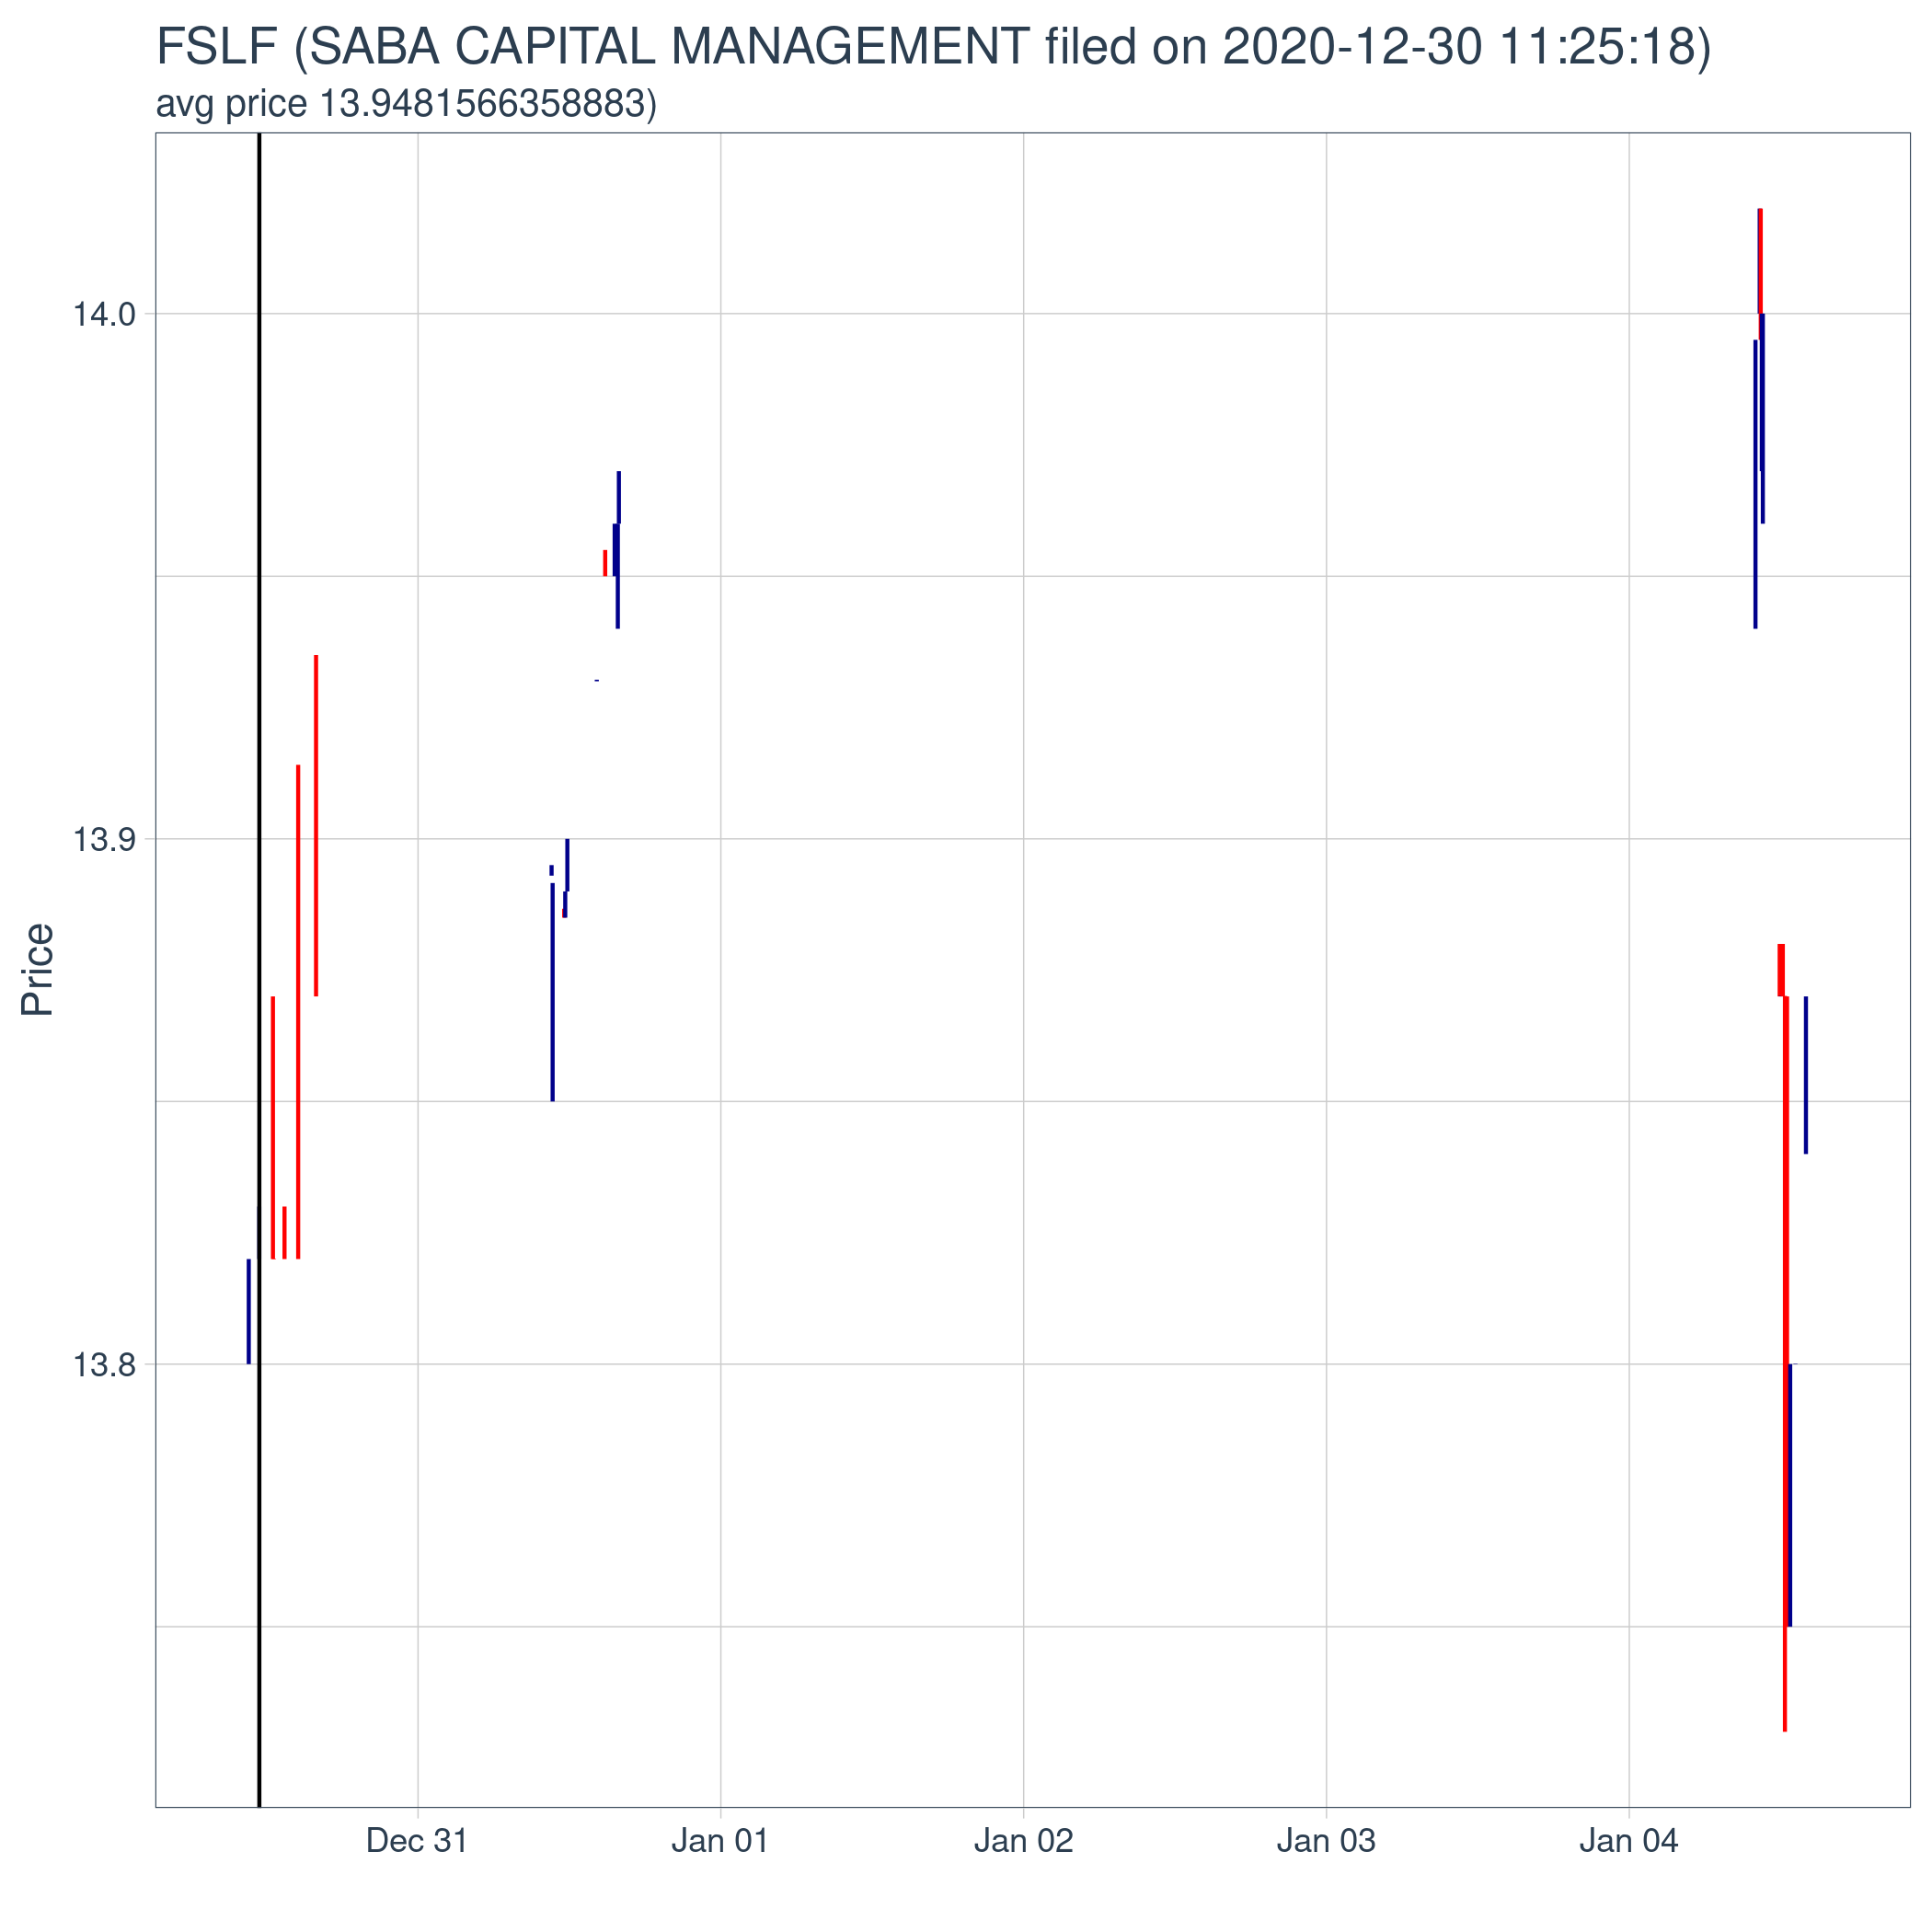 FSLF (SABA CAPITAL MANAGEMENT filed on 2020-12-30 11:25:18)
avg price 13.9481566358883)
14.0
13.9
Price
13.8
Dec 31 Jan 01 Jan 02 Jan 03 Jan 04